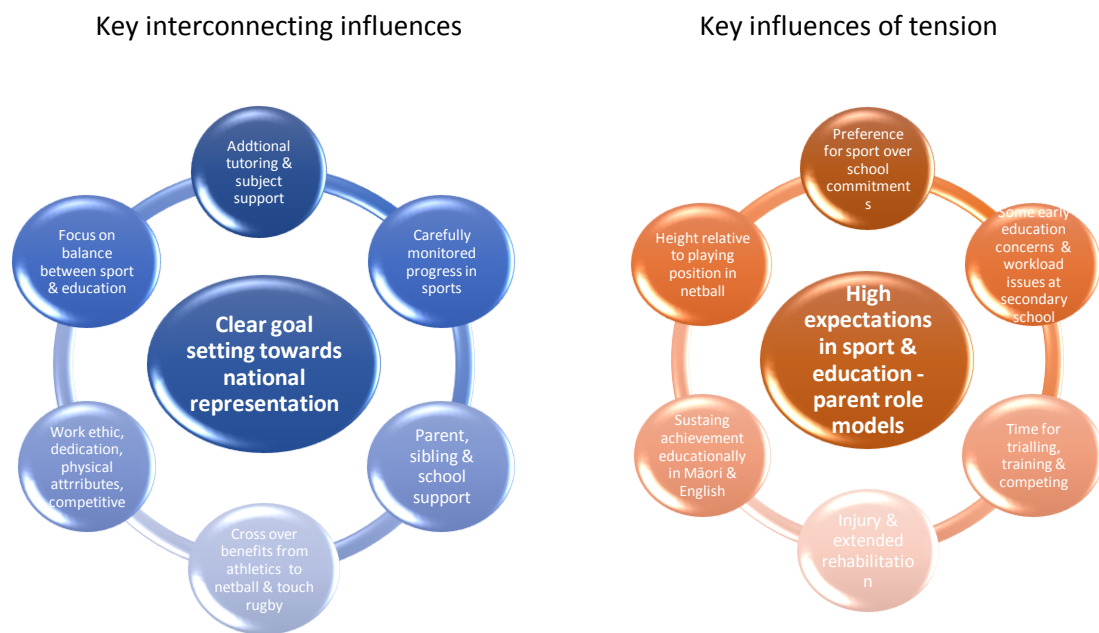 Key interconnecting influences
Addtional
tutoring &
subject
support
Focus on
balance
between sport
& education
Carefully
monitored
progress in
sports
Clear goal
setting towards
national
representation
Work ethic,
dedication,
physical
attrributes,
competitive
Parent,
sibling &
school
support
Cross over
benefits from
athletics to
netball & touch
rugby
Key influences of tension
Preference
for sport over
school
commitment
s
Height relative
to playing
position in
netball
Some early
education
concerns &
workload
issues at
secondary
school
High
expectations
in sport &
education -
parent role
models
Sustaing
achievement
educationally
in Māori &
English
Time for
trialling,
training &
competing
Injury &
extended
rehabilitatio
n